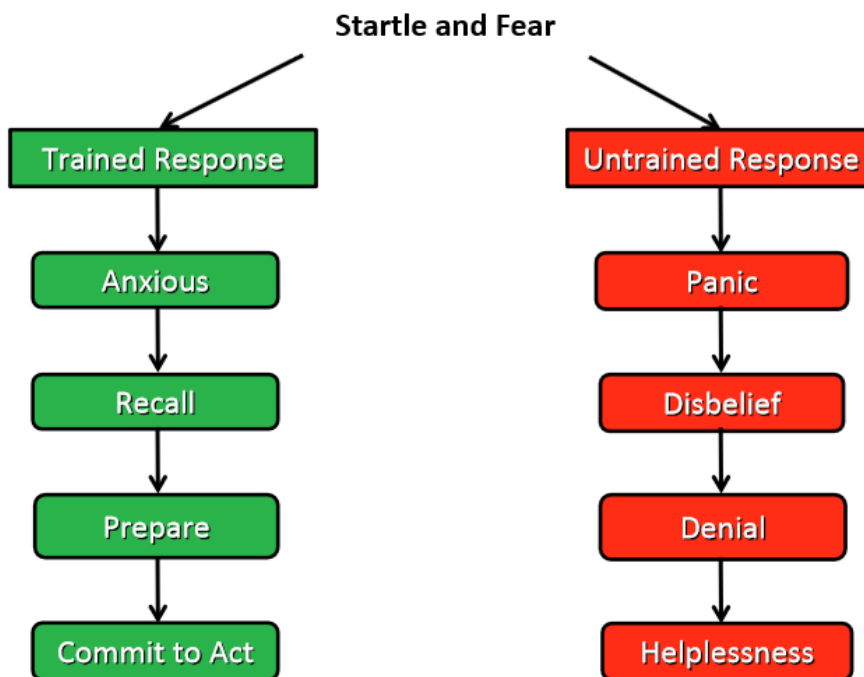 Startle and Fear
Trained Response
Untrained Response
Anxious
Panic
Recall
Disbelief
Prepare
Denial
Commit to Act
Helplessness